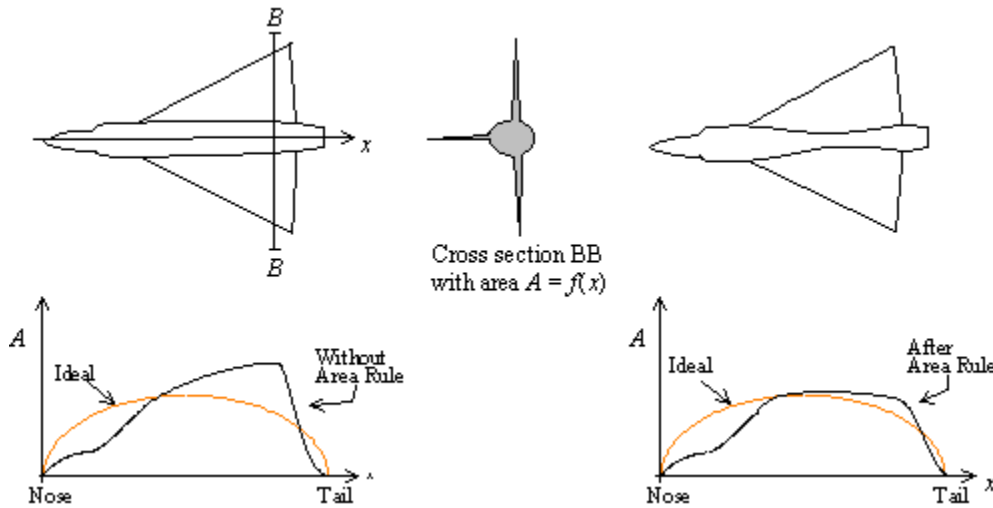 B
x
B
Cross section BB
with area A = f(x)
A
Ideal
Without
Area Rule
Nose
Tail
A
Ideal
After
Area Rule
x
Nose
Tail